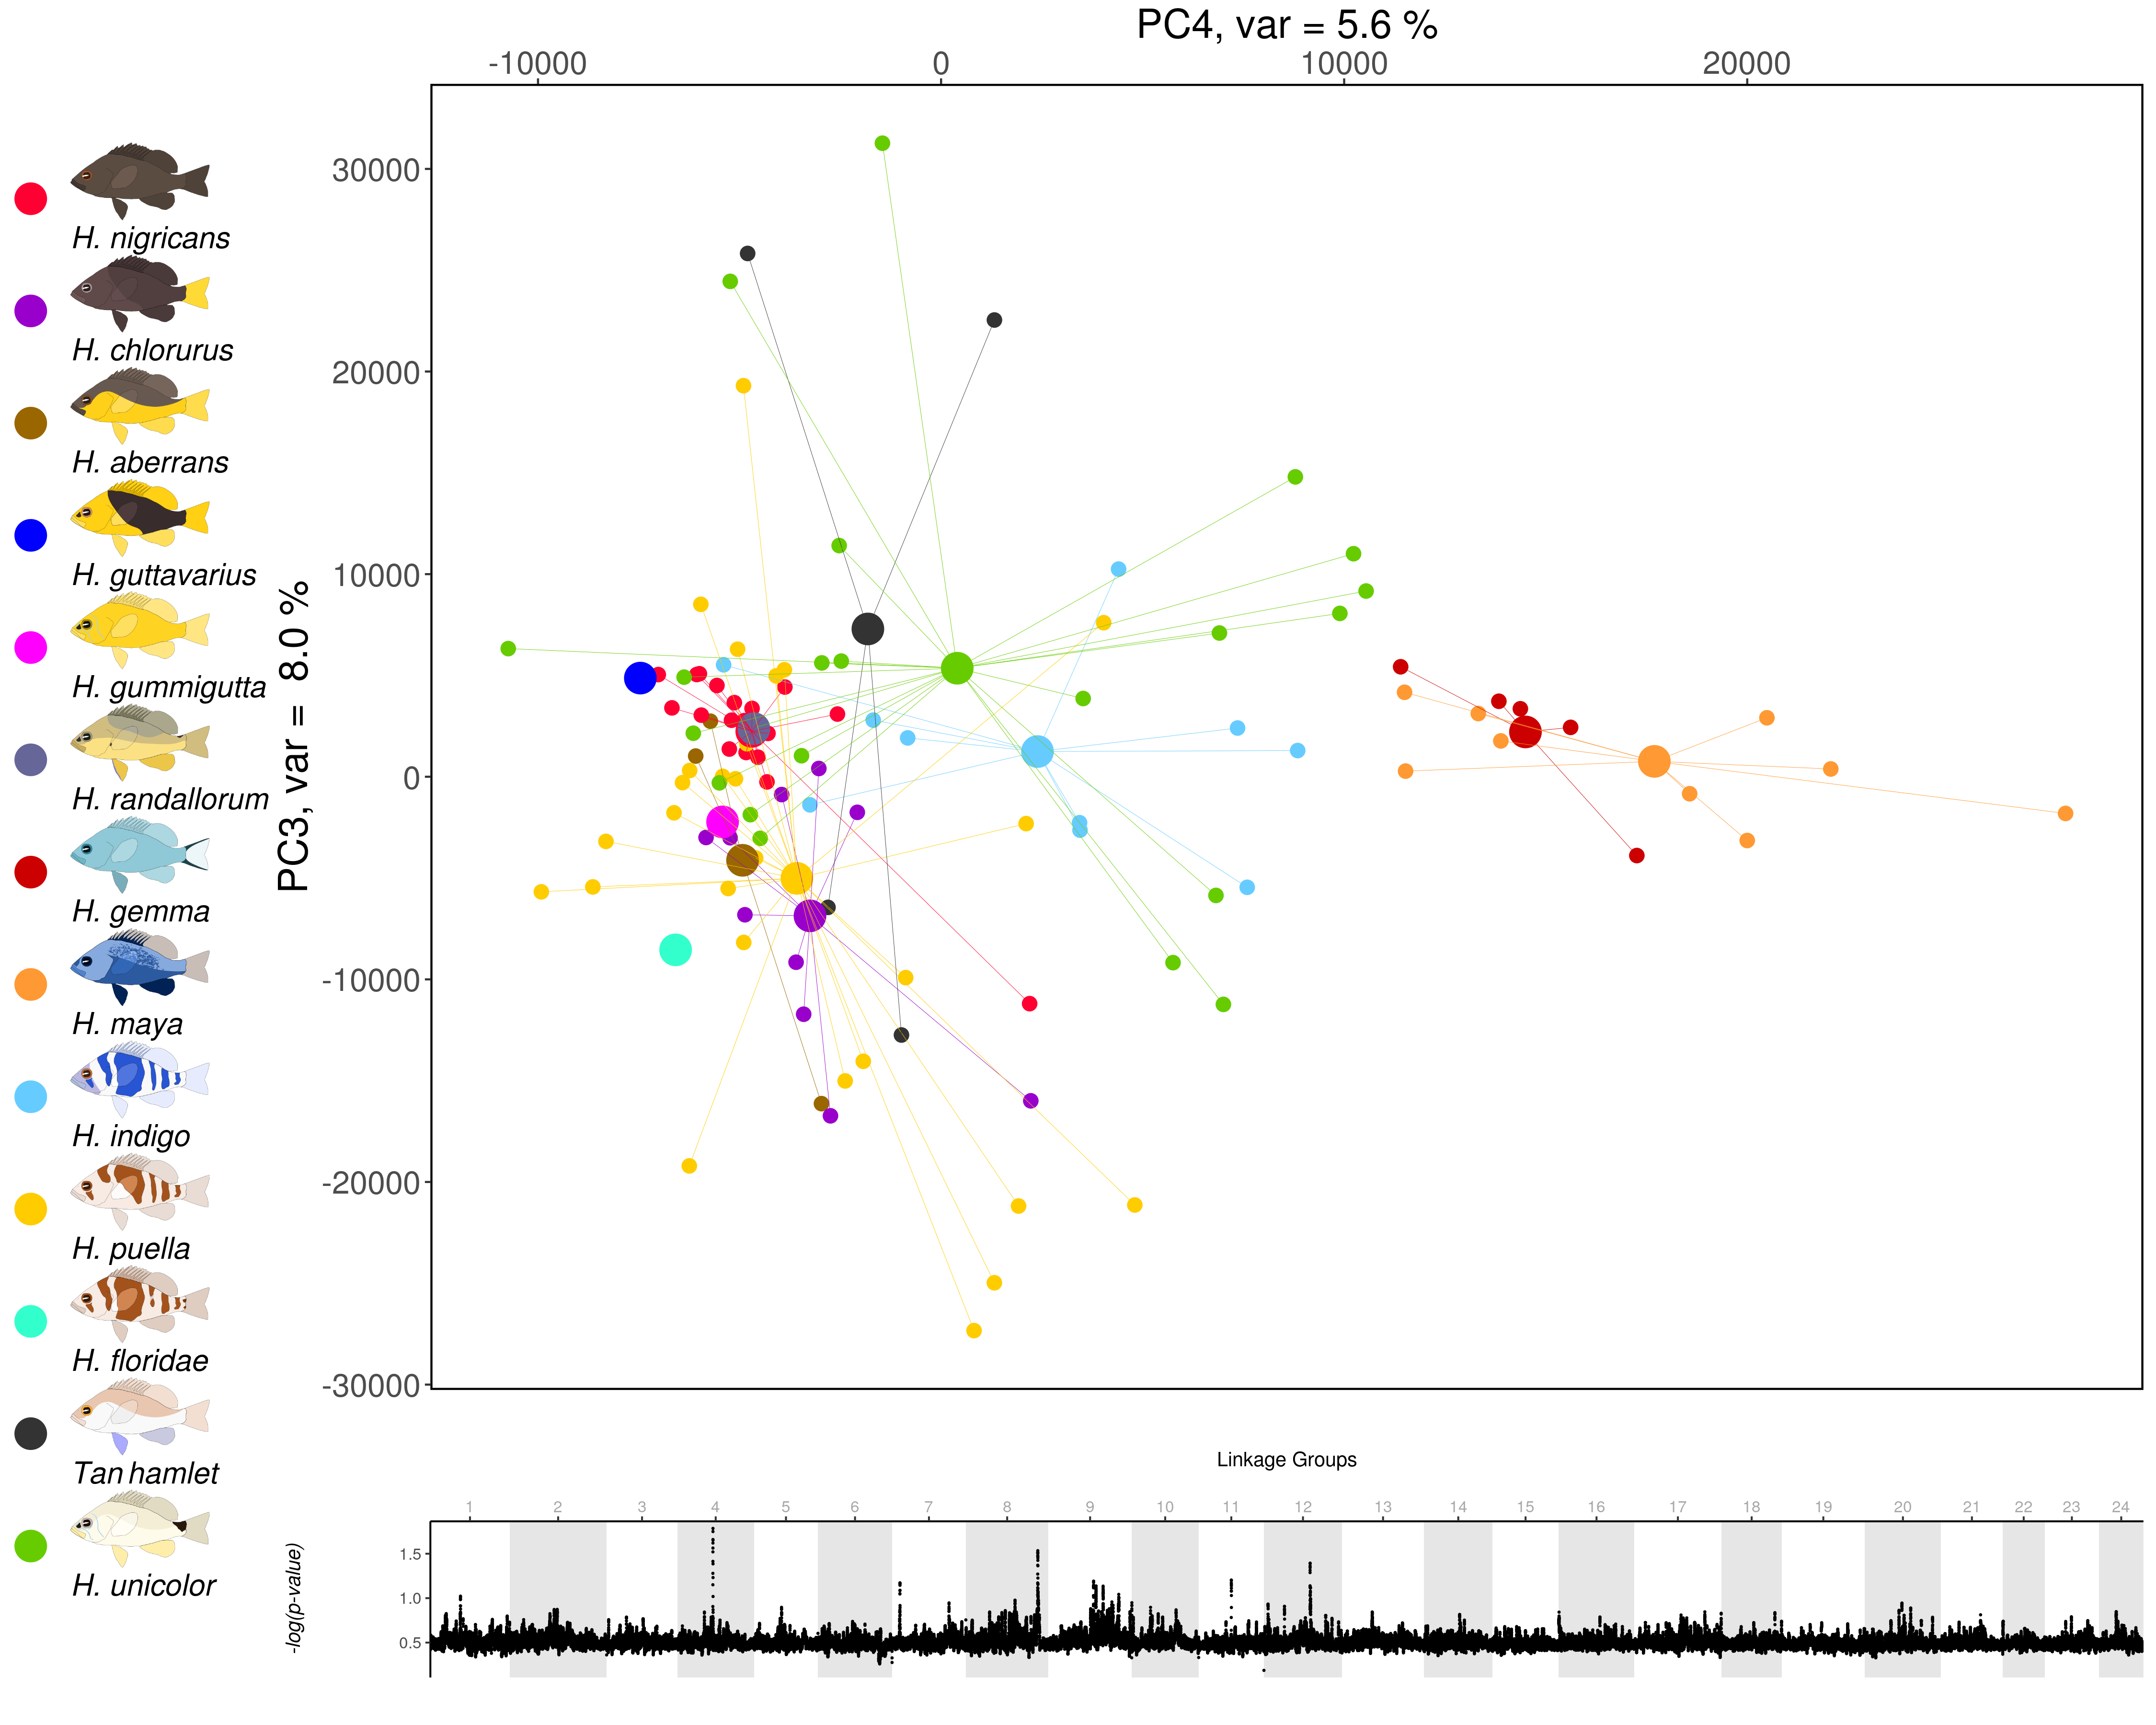 PC4, var = 5.6 %
-10000 0 10000 20000
30000
20000
10000
0
-10000
-20000
-30000
PC3, var = 8.0 %
H. nigricans
H. chlorurus
H. aberrans
H. guttavarius
H. gummigutta
H. randallorum
H. gemma
H. maya
H. indigo
H. puella
H. floridae
Tan hamlet
H. unicolor
Linkage Groups
1 2 3 4 5 6 7 8 9 10 11 12 13 14 15 16 17 18 19 20 21 22 23 24
1.5
1.0
0.5
-log(p-value)